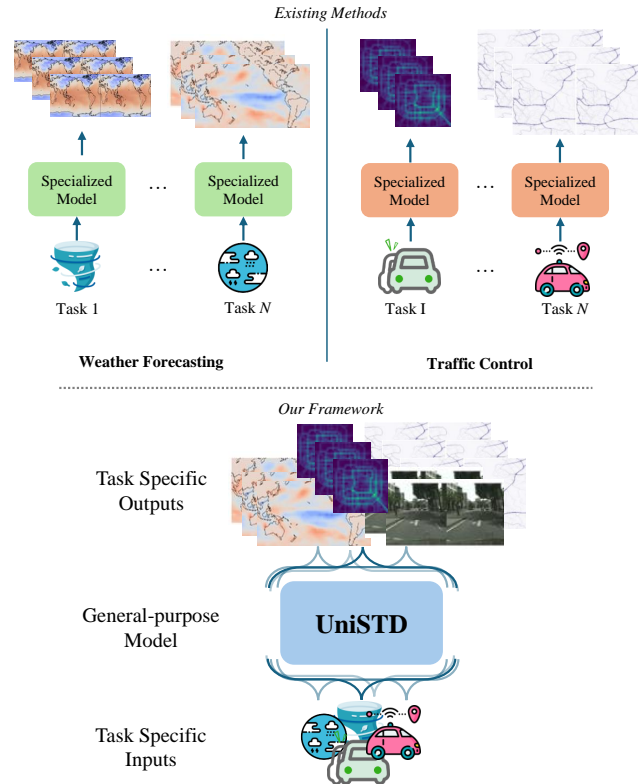 Existing Methods
Specialized
Model
...
Specialized
Model
Specialized
Model
...
Specialized
Model
...
...
Task 1
Task N
Task I
Task N
Weather Forecasting
Traffic Control
Our Framework
Task Specific
Outputs
General-purpose
Model
UniSTD
Task Specific
Inputs